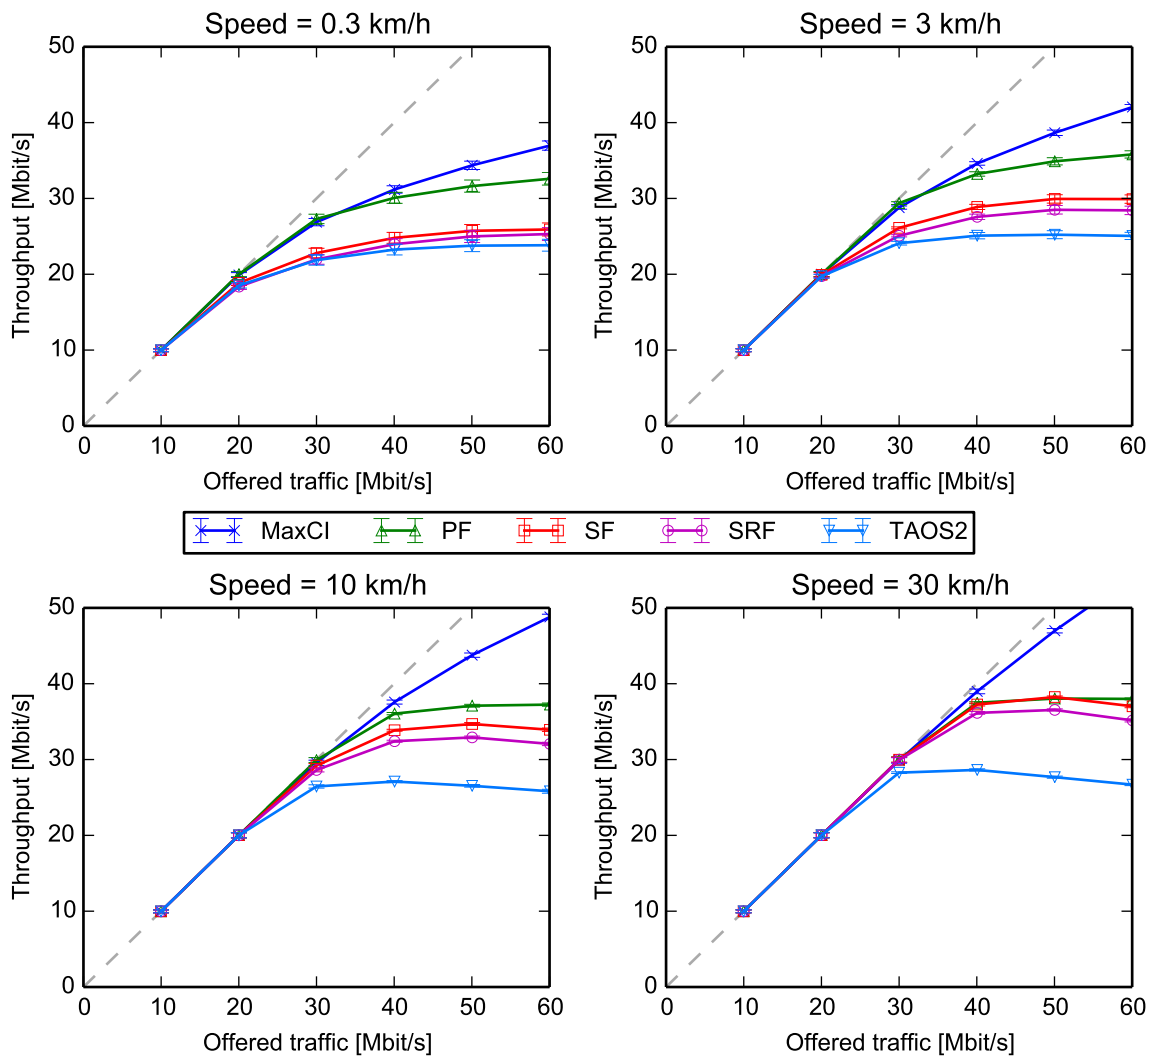 Speed = 0.3 km/h
Throughput [Mbit/s]
50
40
30
20
10
0
0 10 20 30 40 50 60
Offered traffic [Mbit/s]
Speed = 3 km/h
Throughput [Mbit/s]
50
40
30
20
10
0
0 10 20 30 40 50 60
Offered traffic [Mbit/s]
MaxCI PF SF SRF TAOS2
Speed = 10 km/h
Throughput [Mbit/s]
50
40
30
20
10
0
0 10 20 30 40 50 60
Offered traffic [Mbit/s]
Speed = 30 km/h
Throughput [Mbit/s]
50
40
30
20
10
0
0 10 20 30 40 50 60
Offered traffic [Mbit/s]